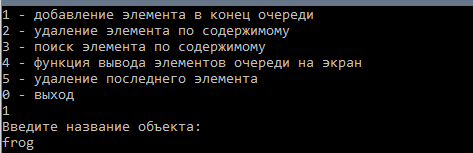 1 - добавление элемента в конец очереди
2 - удаление элемента по содержимому
3 - поиск элемента по содержимому
4 - функция вывода элементов очереди на экран
5 - удаление последнего элемента
0 - выход
1
Введите название объекта:
frog